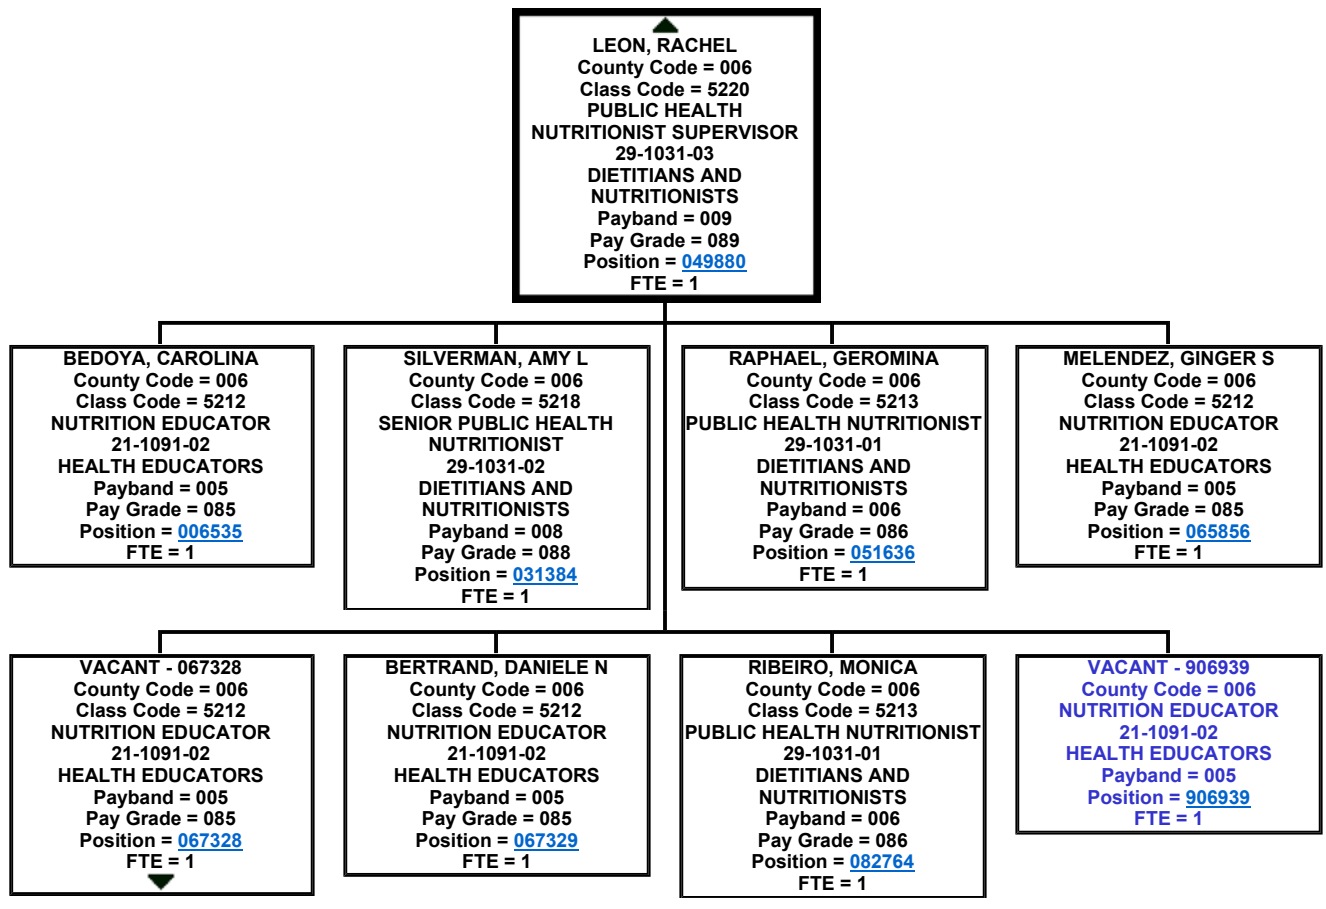 LEON, RACHEL
County Code = 006
Class Code = 5220
PUBLIC HEALTH
NUTRITIONIST SUPERVISOR
29-1031-03
DIETITIANS AND
NUTRITIONISTS
Payband = 009
Pay Grade = 089
Position = 049880
FTE = 1
BEDOYA, CAROLINA
County Code = 006
Class Code = 5212
NUTRITION EDUCATOR
21-1091-02
HEALTH EDUCATORS
Payband = 005
Pay Grade = 085
Position = 006535
FTE = 1
SILVERMAN, AMY L
County Code = 006
Class Code = 5218
SENIOR PUBLIC HEALTH
NUTRITIONIST
29-1031-02
DIETITIANS AND
NUTRITIONISTS
Payband = 008
Pay Grade = 088
Position = 031384
FTE = 1
RAPHAEL, GEROMINA
County Code = 006
Class Code = 5213
PUBLIC HEALTH NUTRITIONIST
29-1031-01
DIETITIANS AND
NUTRITIONISTS
Payband = 006
Pay Grade = 086
Position = 051636
FTE = 1
MELENDEZ, GINGER S
County Code = 006
Class Code = 5212
NUTRITION EDUCATOR
21-1091-02
HEALTH EDUCATORS
Payband = 005
Pay Grade = 085
Position = 065856
FTE = 1
VACANT - 067328
County Code = 006
Class Code = 5212
NUTRITION EDUCATOR
21-1091-02
HEALTH EDUCATORS
Payband = 005
Pay Grade = 085
Position = 067328
FTE = 1
BERTRAND, DANIELE N
County Code = 006
Class Code = 5212
NUTRITION EDUCATOR
21-1091-02
HEALTH EDUCATORS
Payband = 005
Pay Grade = 085
Position = 067329
FTE = 1
RIBEIRO, MONICA
County Code = 006
Class Code = 5213
PUBLIC HEALTH NUTRITIONIST
29-1031-01
DIETITIANS AND
NUTRITIONISTS
Payband = 006
Pay Grade = 086
Position = 082764
FTE = 1
VACANT - 906939
County Code = 006
NUTRITION EDUCATOR
21-1091-02
HEALTH EDUCATORS
Payband = 005
Position = 906939
FTE = 1